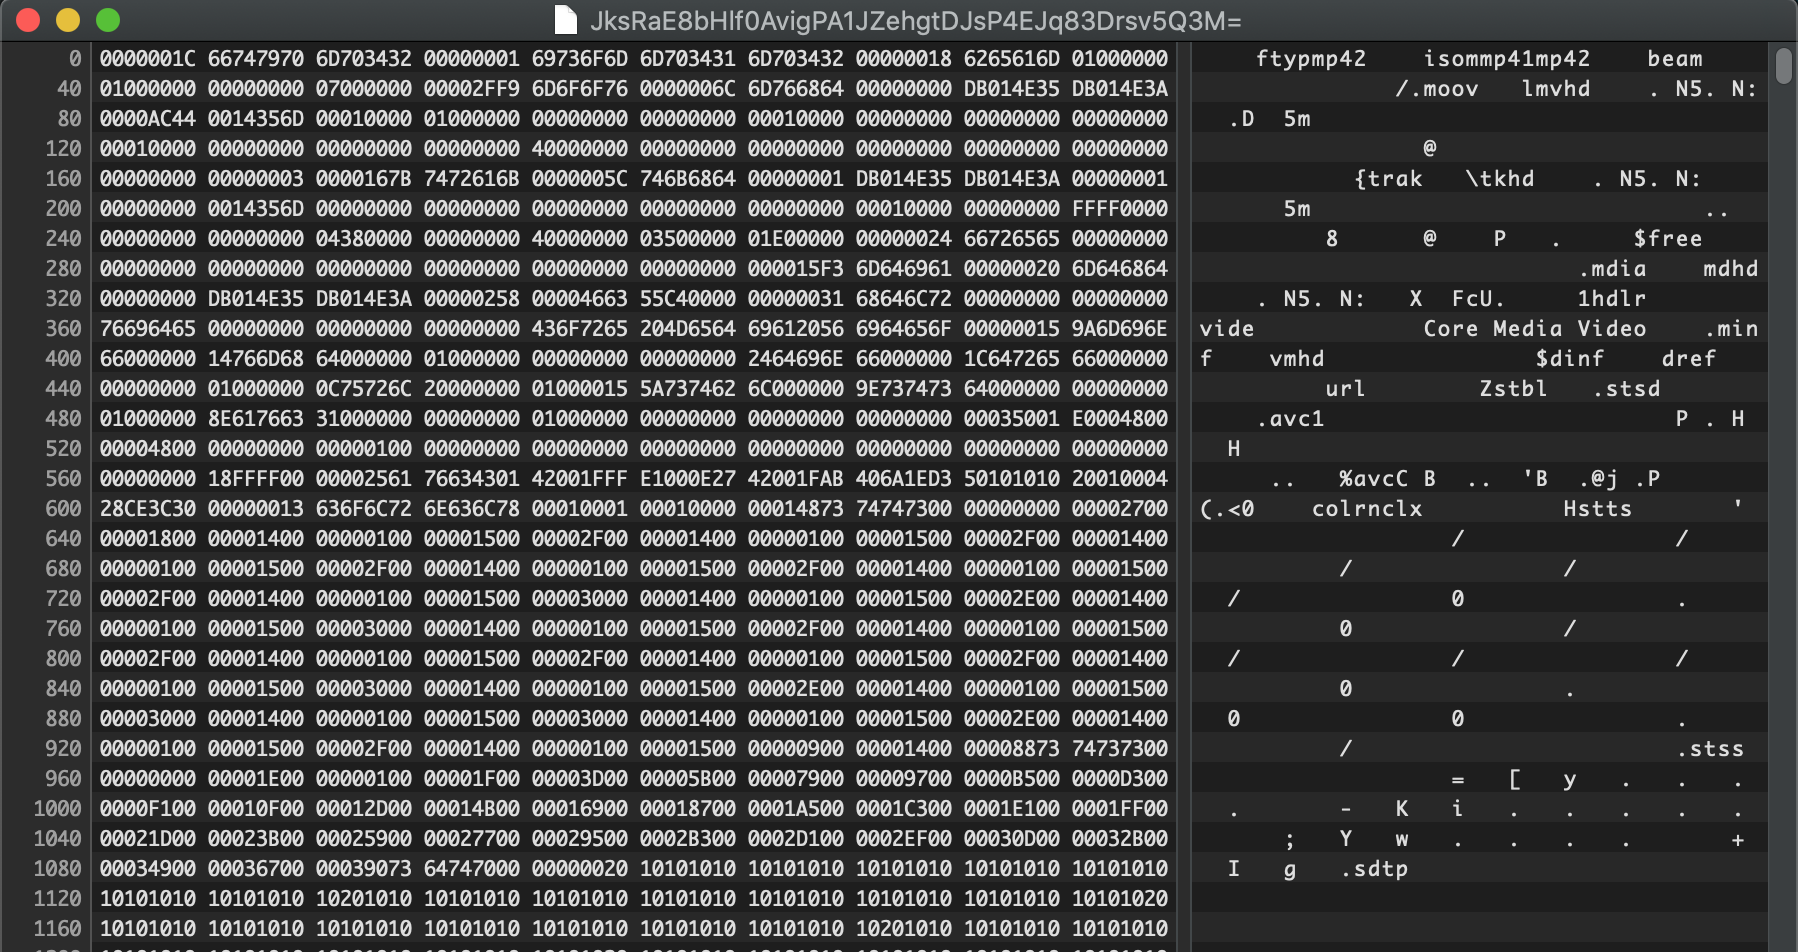 JksRaE8bHlf0AvigPA1JZehgtDJsP4EJq83Drsv5Q3M=
0 0000001C 66747970 6D703432 00000001 69736F6D 6D703431 6D703432 00000018 6265616D 01000000 ftypmp42 isommp41mp42 beam
40 01000000 00000000 07000000 00002FF9 6D6F6F76 0000006C 6D766864 00000000 DB014E35 DB014E3A /.moov lmvhd . N5. N:
80 0000AC44 0014356D 00010000 01000000 00000000 00000000 00010000 00000000 00000000 00000000 .D 5m
120 00010000 00000000 00000000 00000000 40000000 00000000 00000000 00000000 00000000 00000000 @
160 00000000 00000003 0000167B 7472616B 0000005C 746B6864 00000001 DB014E35 DB014E3A 00000001 {trak \tkhd . N5. N:
200 00000000 0014356D 00000000 00000000 00000000 00000000 00000000 00010000 00000000 FFFF0000 5m ..
240 00000000 00000000 04380000 00000000 40000000 03500000 01E00000 00000024 66726565 00000000 8 @ P . $free
280 00000000 00000000 00000000 00000000 00000000 00000000 000015F3 6D646961 00000020 6D646864 .mdia mdhd
320 00000000 DB014E35 DB014E3A 00000258 00004663 55C40000 00000031 68646C72 00000000 00000000 . N5. N: X FcU. 1hdlr
360 76696465 00000000 00000000 00000000 436F7265 204D6564 69612056 6964656F 00000015 9A6D696E vide Core Media Video .min
400 66000000 14766D68 64000000 01000000 00000000 00000000 2464696E 66000000 1C647265 66000000 f vmhd $dinf dref
440 00000000 01000000 0C75726C 20000000 01000015 5A737462 6C000000 9E737473 64000000 00000000 url Zstbl .stsd
480 01000000 8E617663 31000000 00000000 01000000 00000000 00000000 00000000 00035001 E0004800 .avc1 P . H
520 00004800 00000000 00000100 00000000 00000000 00000000 00000000 00000000 00000000 00000000 H
560 00000000 18FFFF00 00002561 76634301 42001FFF E1000E27 42001FAB 406A1ED3 50101010 20010004 .. %avcC B .. 'B .@j .P
600 28CE3C30 00000013 636F6C72 6E636C78 00010001 00010000 00014873 74747300 00000000 00002700 (.<0 colrnclx Hstts '
640 00001800 00001400 00000100 00001500 00002F00 00001400 00000100 00001500 00002F00 00001400 / /
680 00000100 00001500 00002F00 00001400 00000100 00001500 00002F00 00001400 00000100 00001500 / /
720 00002F00 00001400 00000100 00001500 00003000 00001400 00000100 00001500 00002E00 00001400 / 0 .
760 00000100 00001500 00003000 00001400 00000100 00001500 00002F00 00001400 00000100 00001500 0 /
800 00002F00 00001400 00000100 00001500 00002F00 00001400 00000100 00001500 00002F00 00001400 / / /
840 00000100 00001500 00003000 00001400 00000100 00001500 00002E00 00001400 00000100 00001500 0 .
880 00003000 00001400 00000100 00001500 00003000 00001400 00000100 00001500 00002E00 00001400 0 0 .
920 00000100 00001500 00002F00 00001400 00000100 00001500 00000900 00001400 00008873 74737300 / .stss
960 00000000 00001E00 00000100 00001F00 00003D00 00005B00 00007900 00009700 0000B500 0000D300 = [ y . . .
1000 0000F100 00010F00 00012D00 00014B00 00016900 00018700 0001A500 0001C300 0001E100 0001FF00 . - K i . . . . .
1040 00021D00 00023B00 00025900 00027700 00029500 0002B300 0002D100 0002EF00 00030D00 00032B00 ; Y w . . . . +
1080 00034900 00036700 00039073 64747000 00000020 10101010 10101010 10101010 10101010 10101010 I g .sdtp
1120 10101010 10101010 10201010 10101010 10101010 10101010 10101010 10101010 10101010 10101020
1160 10101010 10101010 10101010 10101010 10101010 10101010 10101010 10201010 10101010 10101010